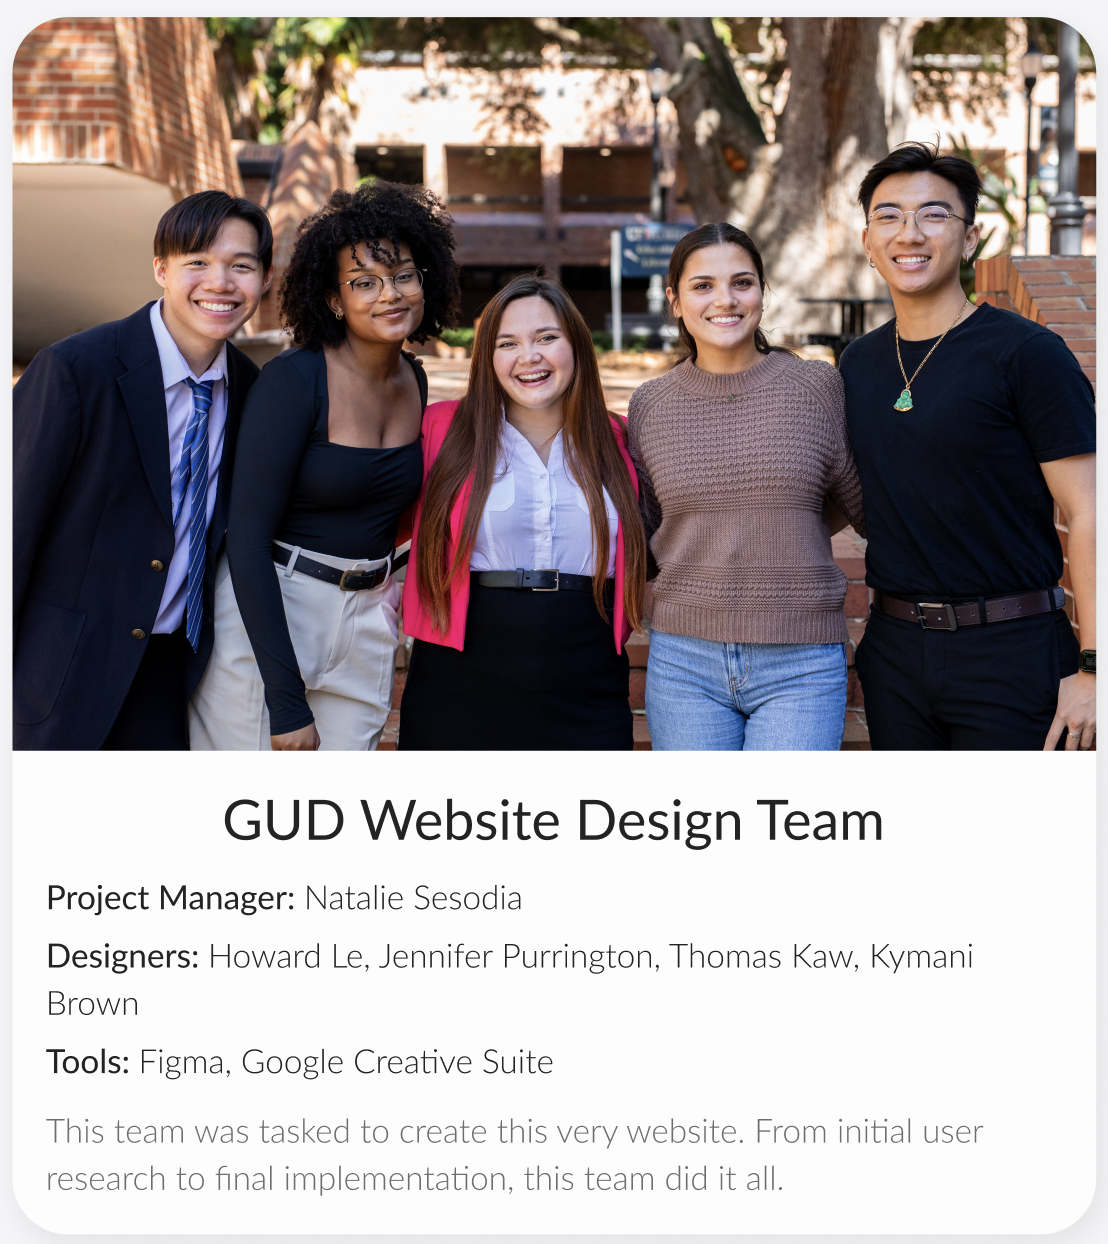 GUD Website Design Team
Project Manager: Natalie Sesodia
Designers: Howard Le, Jennifer Purrington, Thomas Kaw, Kymani
Brown
Tools: Figma, Google Creative Suite
This team was tasked to create this very website. From initial user
research to final implementation, this team did it all.